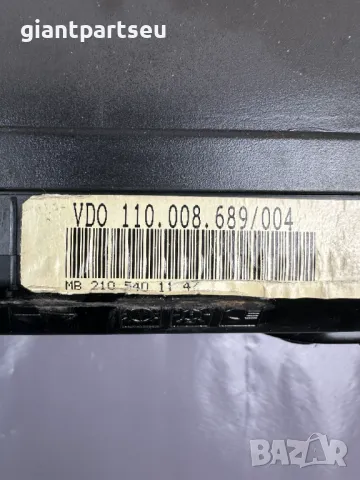 giantpartseu
VDO 110.008.689/004
MB 210 540 11 47
BAZAR